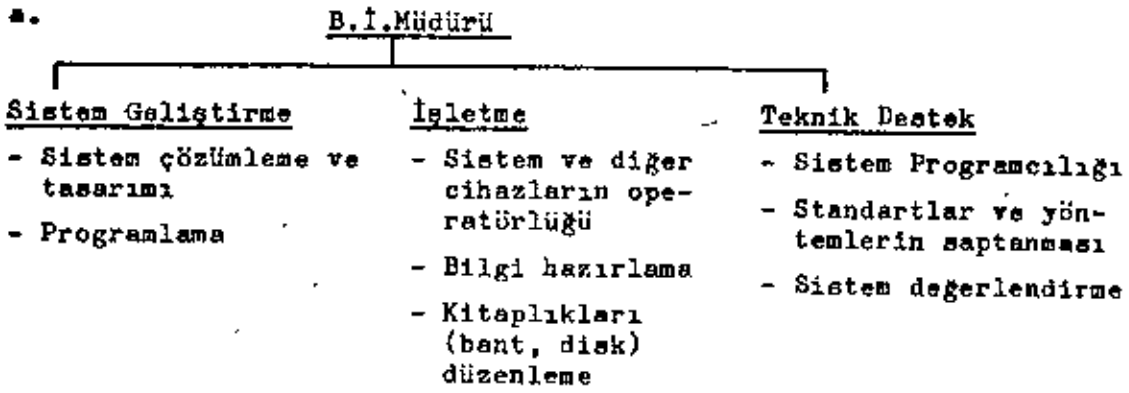 a.
B.İ.Müdürü
Sistem Geliştirme
- Sistem çözümleme ve
tasarımı
- Programlama
İşletme
- Sistem ve diğer
cihazların ope-
ratörlüğü
- Bilgi hazırlama
- Kitaplıkları
(bant, disk)
düzenleme
Teknik Destek
- Sistem Programcılığı
- Standartlar ve yön-
temlerin saptanması
- Sistem değerlendirme